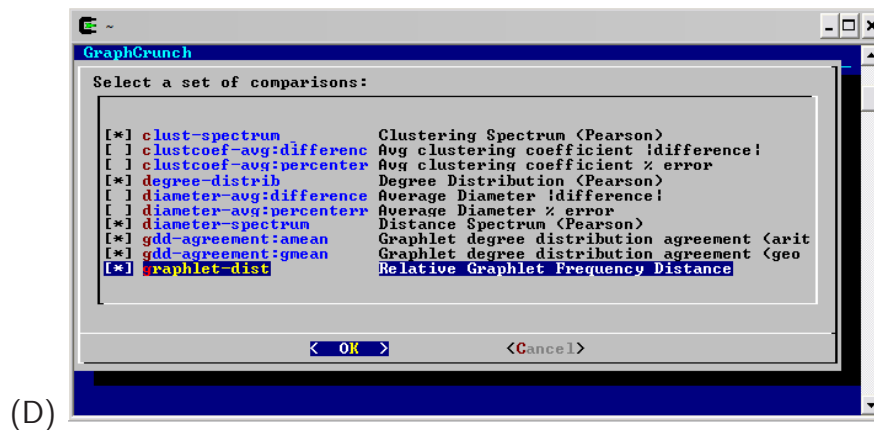 ~
GraphCrunch
Select a set of comparisons:
[*] clust-spectrum Clustering Spectrum (Pearson)
[ ] clustcoef-avg:differenc Avg clustering coefficient |difference|
[ ] clustcoef-avg:percenter Avg clustering coefficient % error
[*] degree-distrib Degree Distribution (Pearson)
[ ] diameter-avg:difference Average Diameter |difference|
[ ] diameter-avg:percenterr Average Diameter % error
[*] diameter-spectrum Distance Spectrum (Pearson)
[*] gdd-agreement:amean Graphlet degree distribution agreement (arit
[*] gdd-agreement:gmean Graphlet degree distribution agreement (geo
[*] graphlet-dist Relative Graphlet Frequency Distance
< OK > <Cancel>
(D)